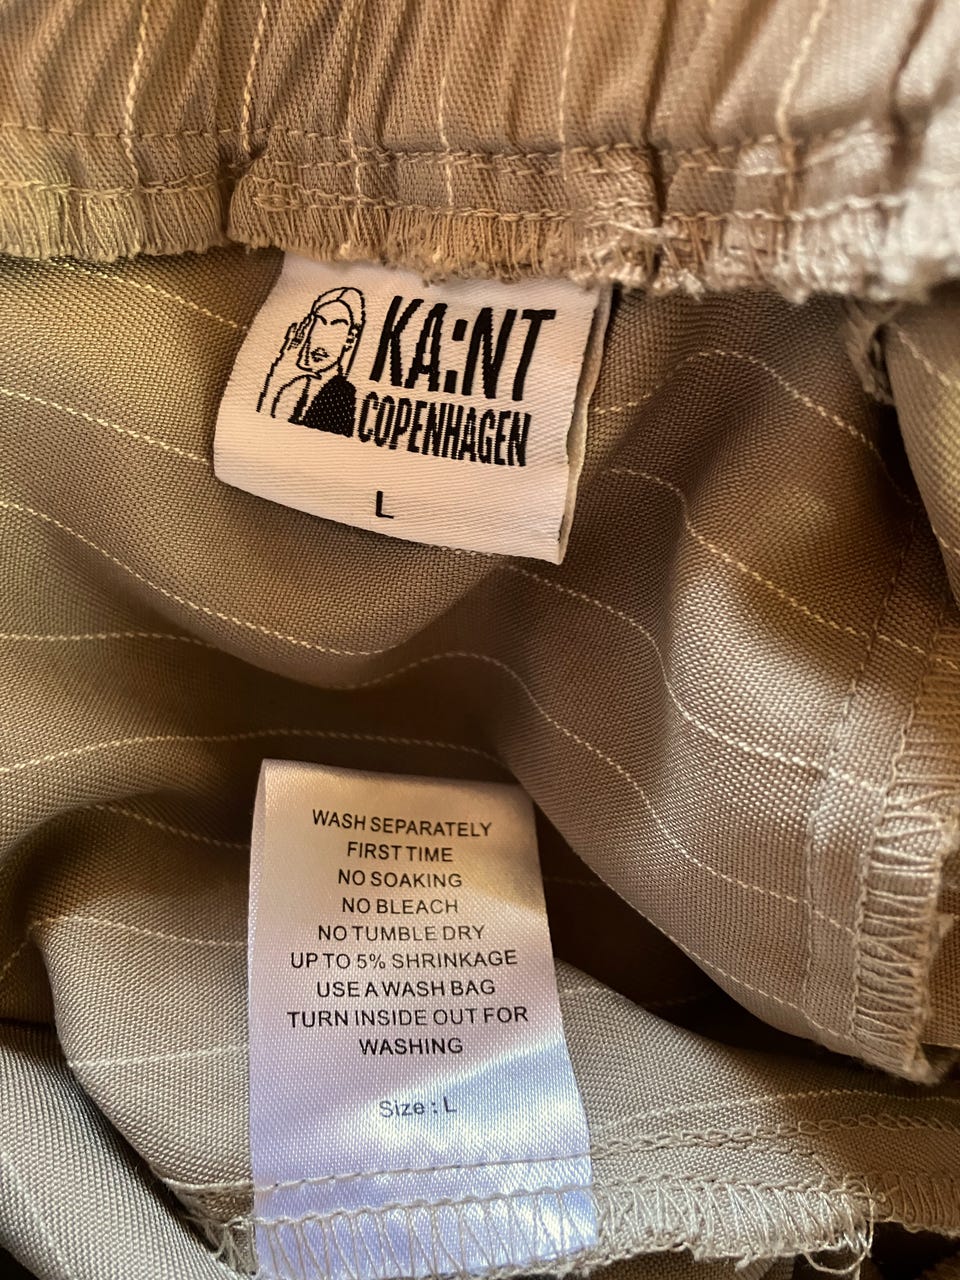 KA:NT
COPENHAGEN
L
WASH SEPARATELY
FIRST TIME
NO SOAKING
NO BLEACH
NO TUMBLE DRY
UP TO 5% SHRINKAGE
USE A WASH BAG
TURN INSIDE OUT FOR
WASHING
Size : L